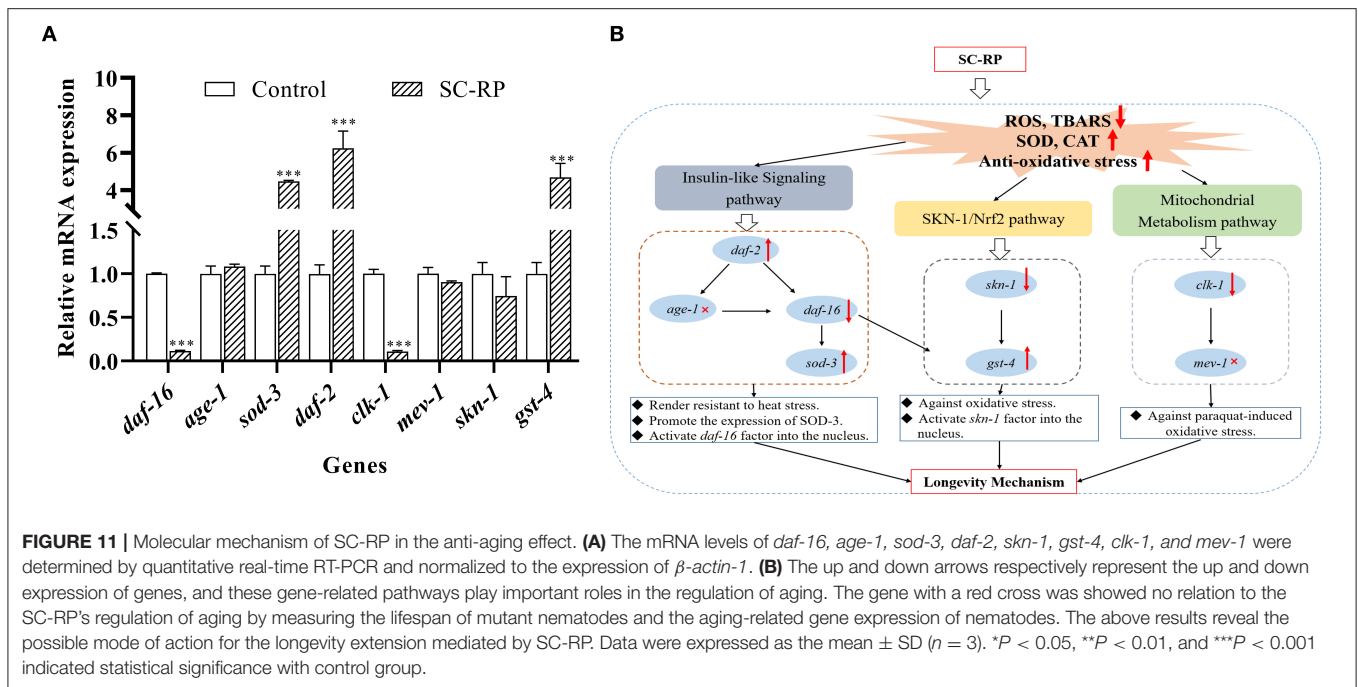 A
Relative mRNA expression
10
8
6
4
2
1.5
1.0
0.5
0.0
Control
SC-RP
***
***
***
***
***
daf-16
age-1
sod-3
daf-2
clk-1
mev-1
skn-1
gst-4
Genes
B
SC-RP
ROS, TBARS
SOD, CAT
Anti-oxidative stress
Insulin-like Signaling
pathway
SKN-1/Nrf2 pathway
Mitochondrial
Metabolism pathway
daf-2
age-1 ×
daf-16
sod-3
skn-1
gst-4
clk-1
mev-1 ×
◆ Render resistant to heat stress.
◆ Promote the expression of SOD-3.
◆ Activate daf-16 factor into the nucleus.
◆ Against oxidative stress.
◆ Activate skn-1 factor into the
nucleus.
◆ Against paraquat-induced
oxidative stress.
Longevity Mechanism
FIGURE 11 | Molecular mechanism of SC-RP in the anti-aging effect. (A) The mRNA levels of daf-16, age-1, sod-3, daf-2, skn-1, gst-4, clk-1, and mev-1 were
determined by quantitative real-time RT-PCR and normalized to the expression of β-actin-1. (B) The up and down arrows respectively represent the up and down
expression of genes, and these gene-related pathways play important roles in the regulation of aging. The gene with a red cross was showed no relation to the
SC-RP's regulation of aging by measuring the lifespan of mutant nematodes and the aging-related gene expression of nematodes. The above results reveal the
possible mode of action for the longevity extension mediated by SC-RP. Data were expressed as the mean ± SD (n = 3). *P < 0.05, **P < 0.01, and ***P < 0.001
indicated statistical significance with control group.